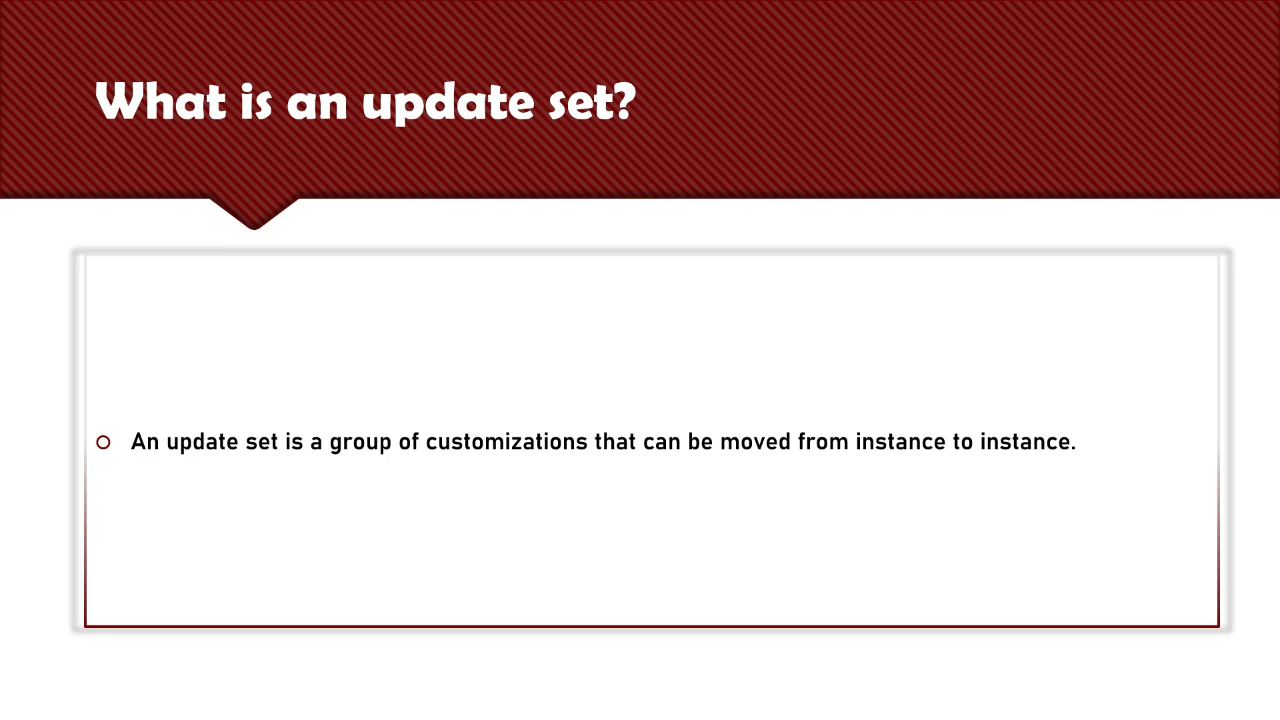 What is an update set?
An update set is a group of customizations that can be moved from instance to instance.